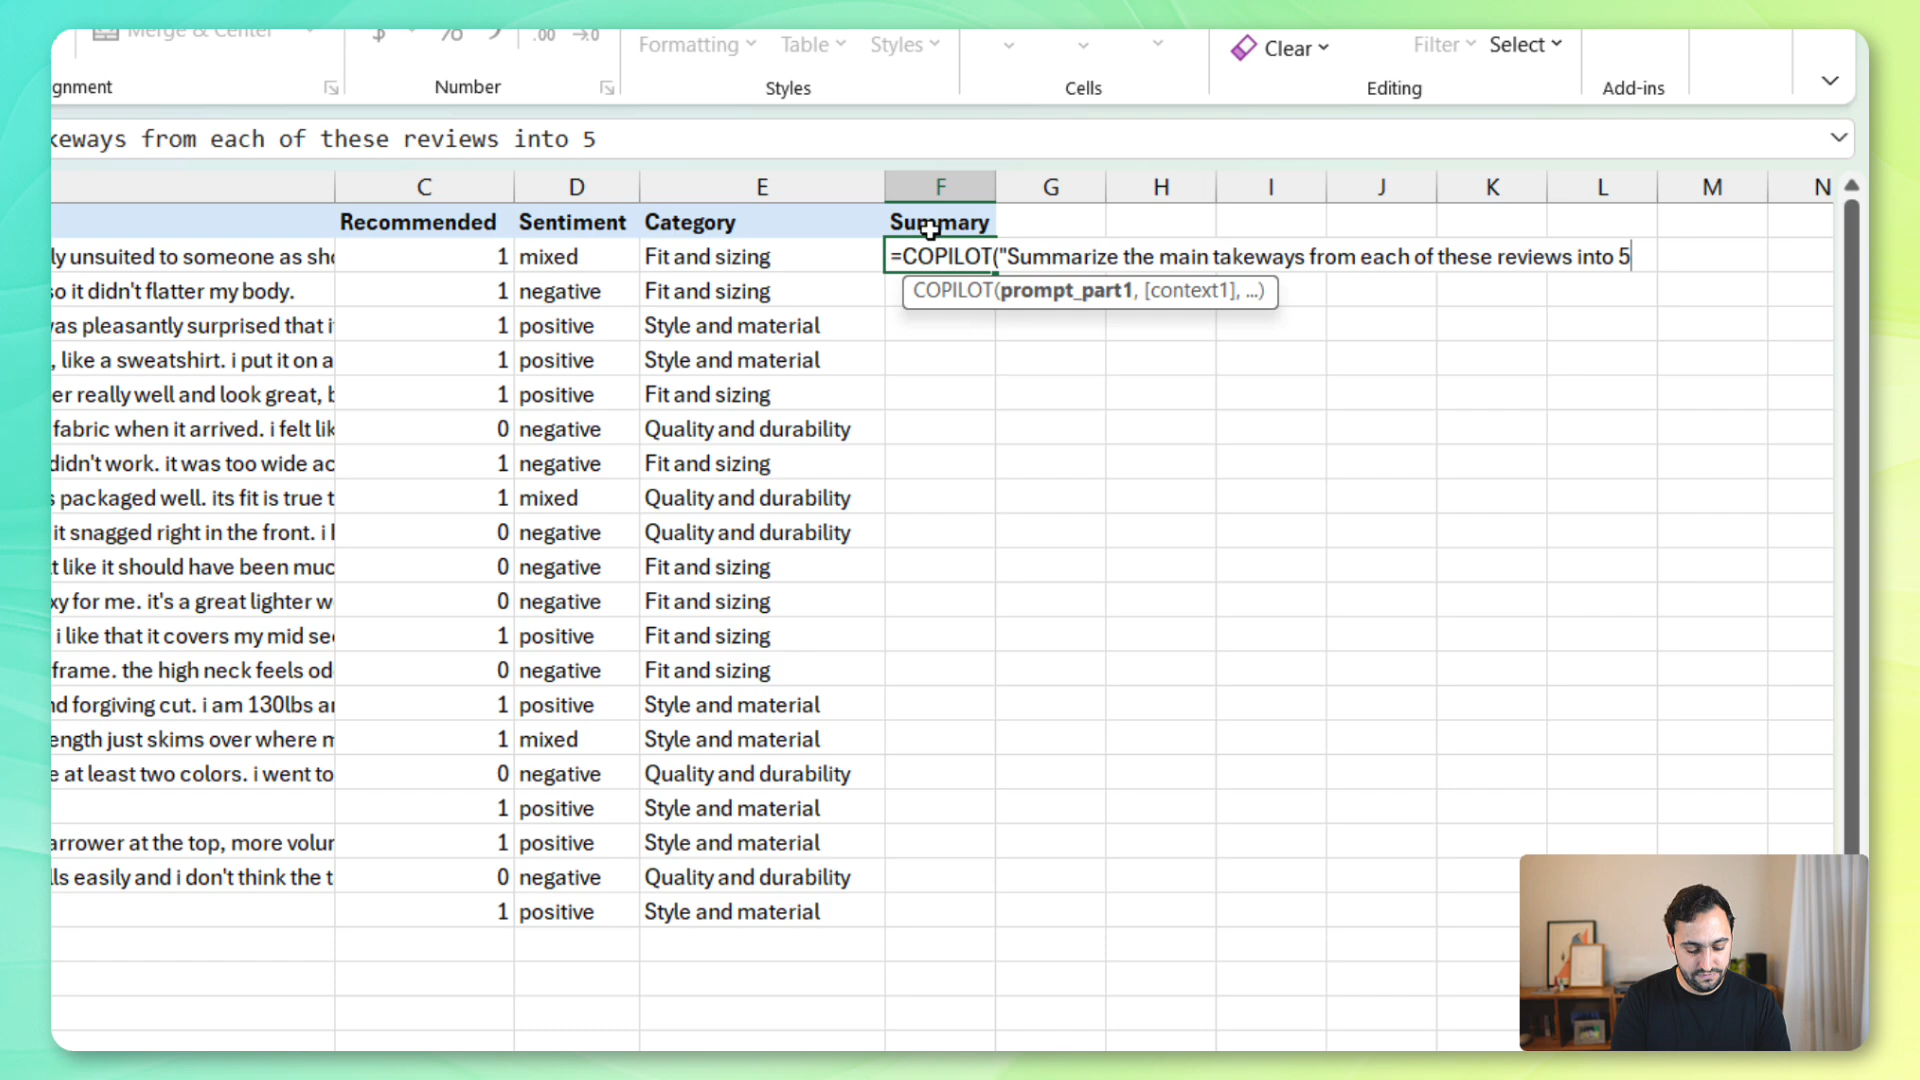 Merge & Center
$ % .00 →.0
Formatting Table Styles
Clear
Filter Select
gnment Number Styles Cells Editing Add-ins
keways from each of these reviews into 5
C D E F G H I J K L M N
Recommended Sentiment Category Summary
ly unsuited to someone as sho 1 mixed Fit and sizing =COPILOT("Summarize the main takeways from each of these reviews into 5
so it didn't flatter my body. 1 negative Fit and sizing COPILOT(prompt_part1, [context1], ...)
was pleasantly surprised that i 1 positive Style and material
, like a sweatshirt. i put it on a 1 positive Style and material
er really well and look great, b 1 positive Fit and sizing
fabric when it arrived. i felt lik 0 negative Quality and durability
didn't work. it was too wide ac 1 negative Fit and sizing
s packaged well. its fit is true t 1 mixed Quality and durability
it snagged right in the front. i 0 negative Quality and durability
t like it should have been muc 0 negative Fit and sizing
xy for me. it's a great lighter w 0 negative Fit and sizing
i like that it covers my mid sec 1 positive Fit and sizing
frame. the high neck feels od 0 negative Fit and sizing
nd forgiving cut. i am 130lbs a 1 positive Style and material
ength just skims over where m 1 mixed Style and material
e at least two colors. i went to 0 negative Quality and durability
1 positive Style and material
arrower at the top, more volu 1 positive Style and material
lls easily and i don't think the t 0 negative Quality and durability
1 positive Style and material